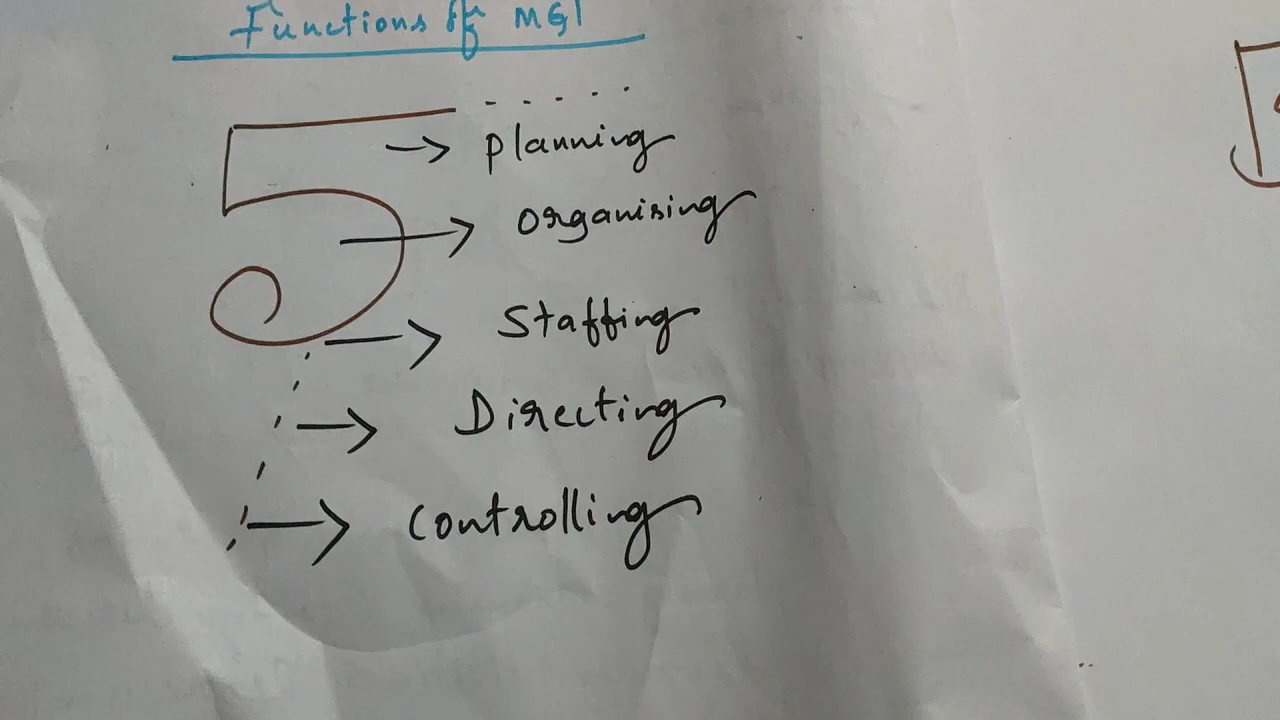 Functions of MGT
5
→ planning
→ organising
→ Staffing
→ Directing
→ controlling